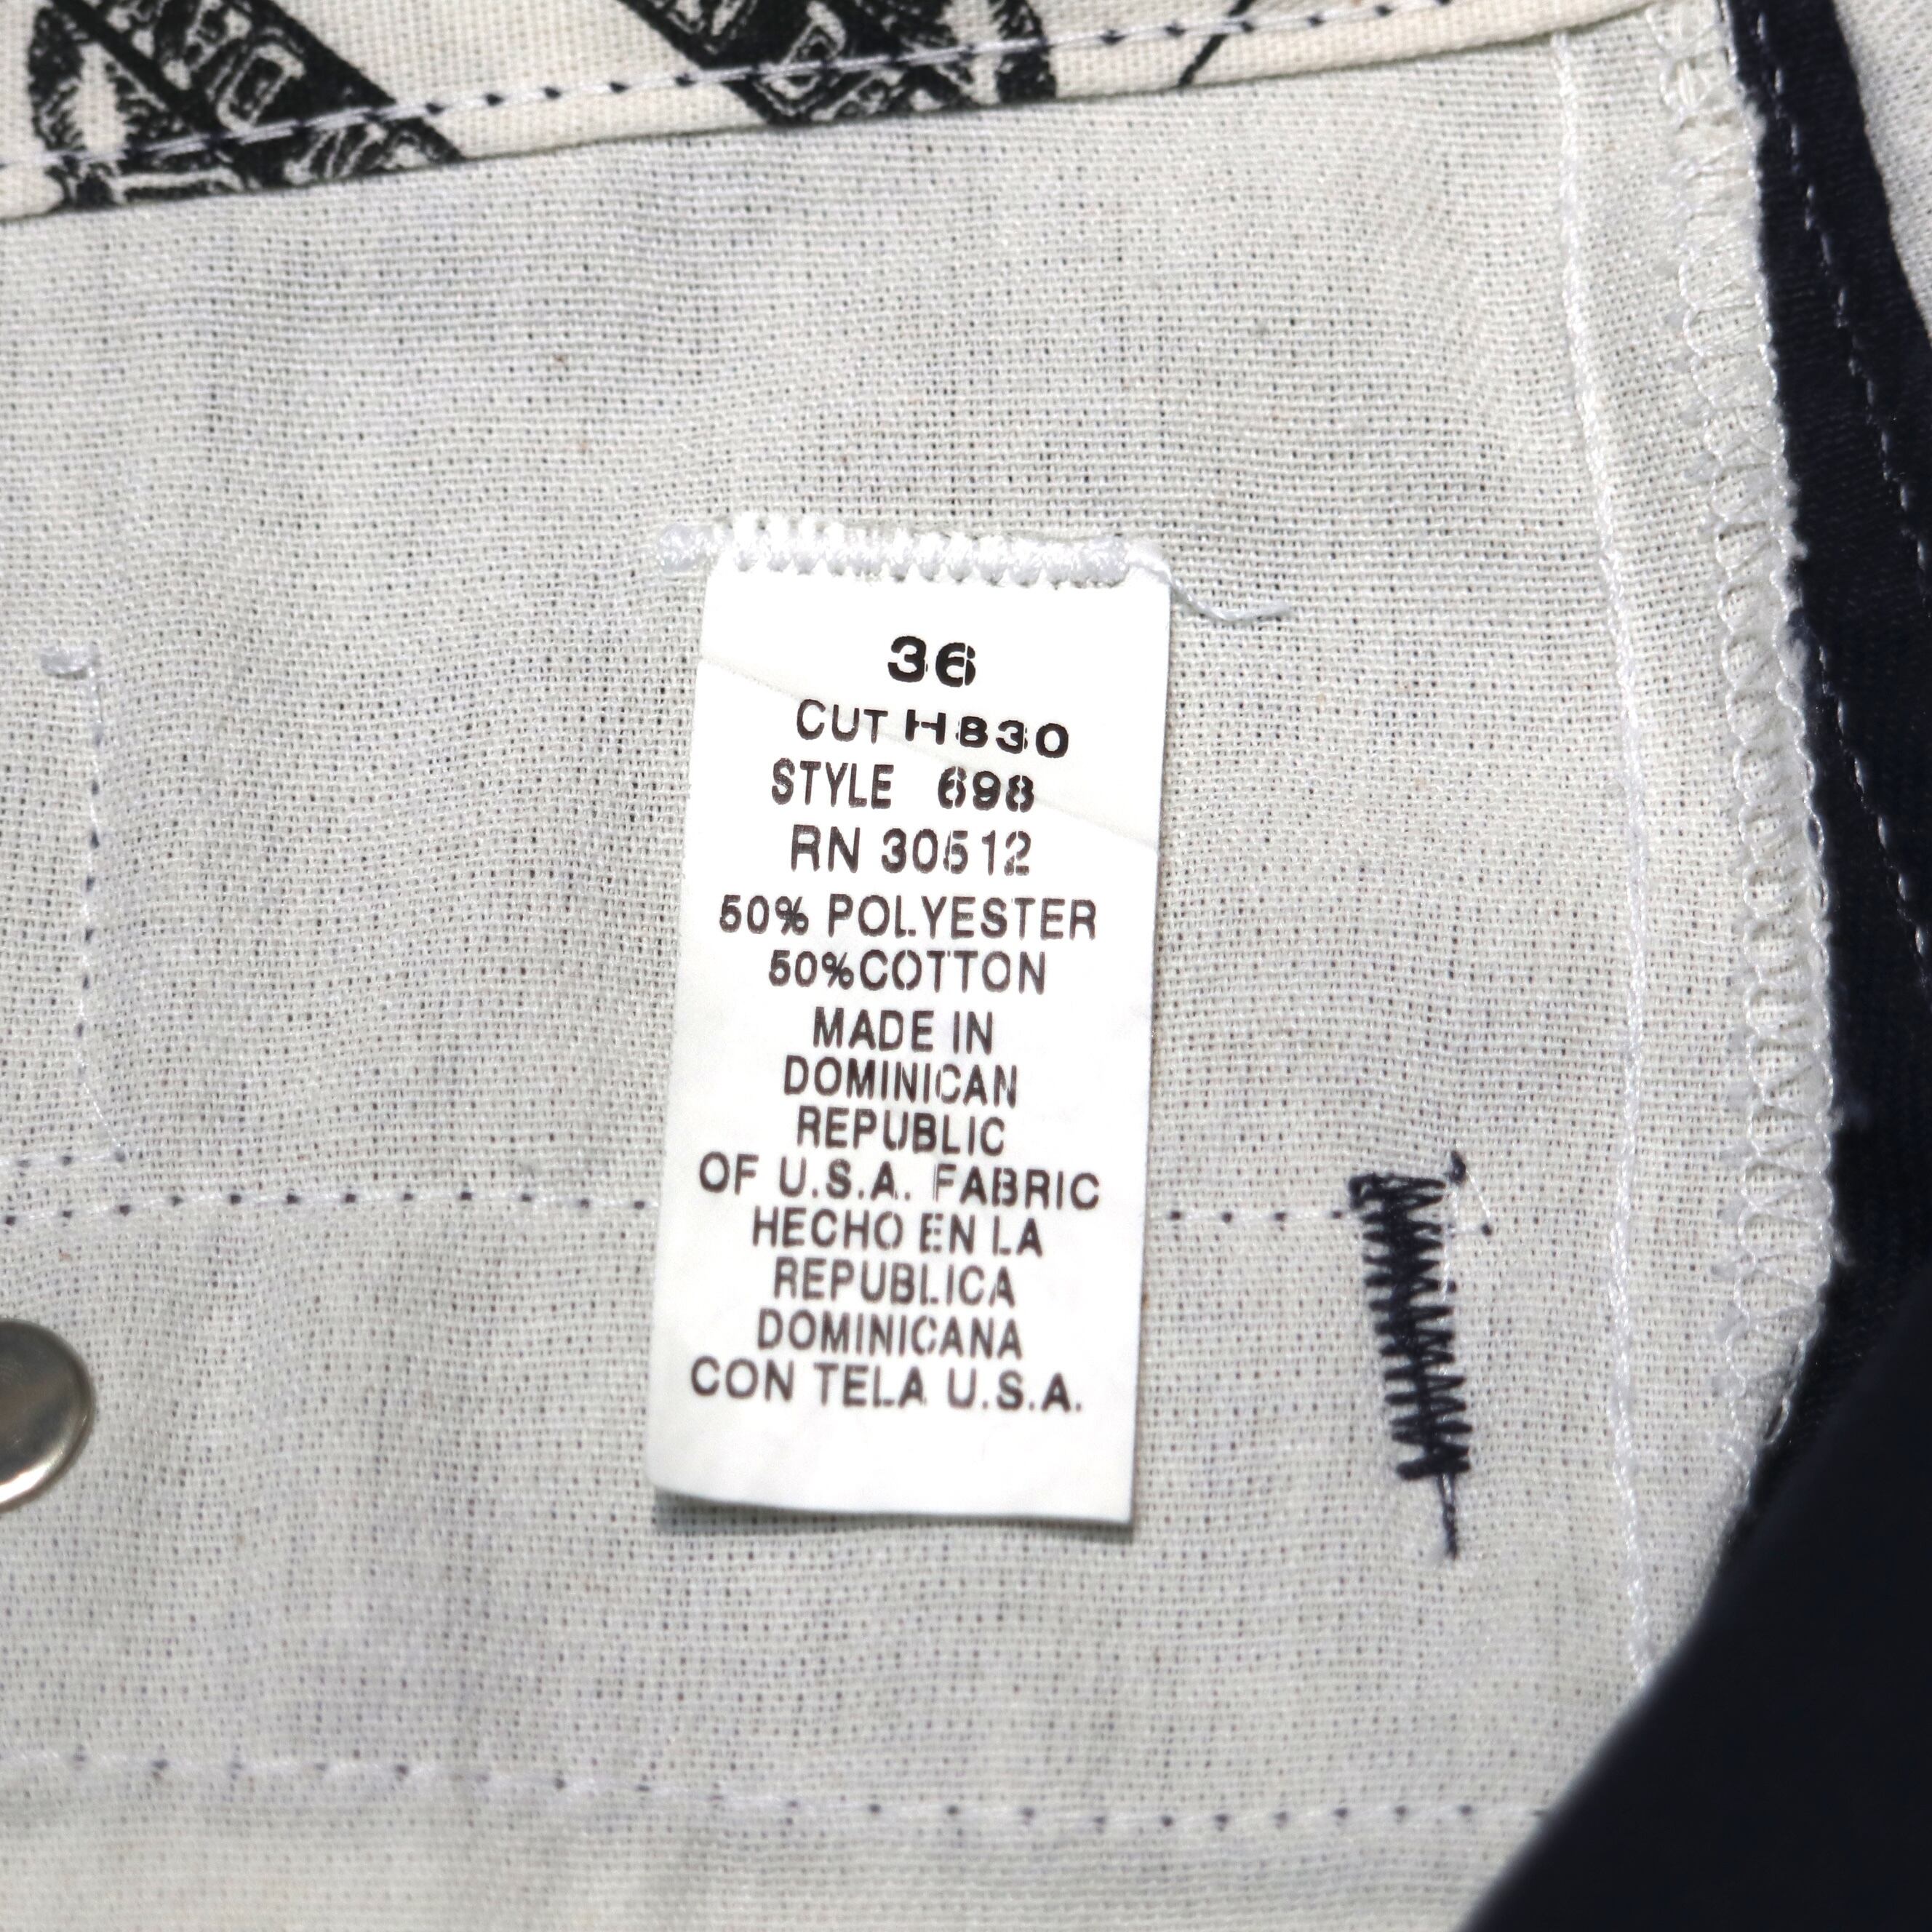 36
CUT H830
STYLE 698
RN 30512
50% POLYESTER
50%COTTON
MADE IN
DOMINICAN
REPUBLIC
OF U.S.A. FABRIC
HECHO EN LA
REPUBLICA
DOMINICANA
CON TELA U.S.A.